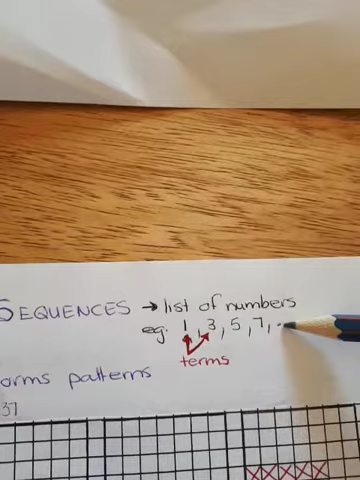 SEQUENCES → list of numbers
eg. 1, 3, 5, 7, ..
terms
orms patterns
37